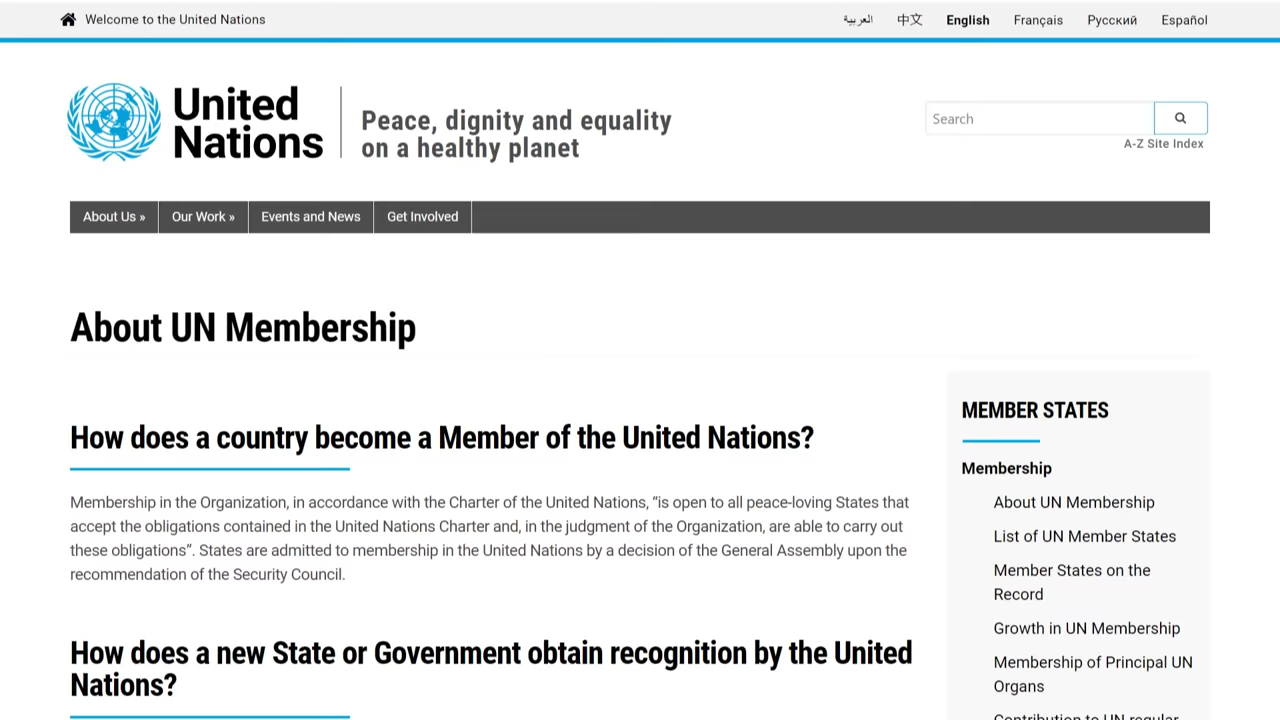 Welcome to the United Nations
العربية
中文
English
Français
Русский
Español
United
Nations
Peace, dignity and equality
on a healthy planet
Search
A-Z Site Index
About Us »
Our Work »
Events and News
Get Involved
About UN Membership
How does a country become a Member of the United Nations?
Membership in the Organization, in accordance with the Charter of the United Nations, “is open to all peace-loving States that
accept the obligations contained in the United Nations Charter and, in the judgment of the Organization, are able to carry out
these obligations”. States are admitted to membership in the United Nations by a decision of the General Assembly upon the
recommendation of the Security Council.
How does a new State or Government obtain recognition by the United
Nations?
MEMBER STATES
Membership
About UN Membership
List of UN Member States
Member States on the
Record
Growth in UN Membership
Membership of Principal UN
Organs
Contribution to UN regular